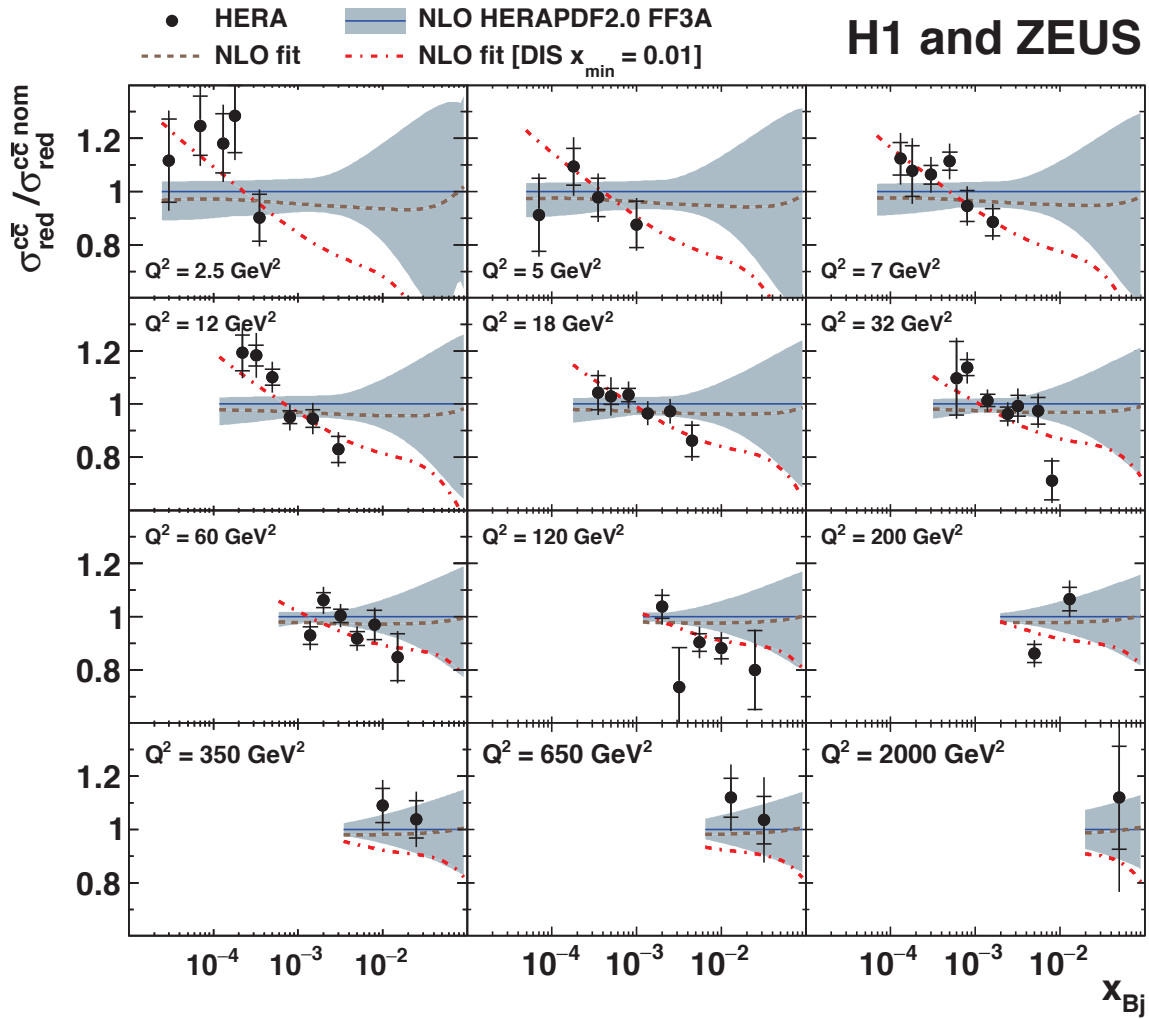 HERA
NLO HERAPDF2.0 FF3A
NLO fit
NLO fit [DIS x_min = 0.01]
H1 and ZEUS
σ_red^cc̅ / σ_red^cc̅ nom
1.2
1
0.8
Q² = 2.5 GeV²
Q² = 5 GeV²
Q² = 7 GeV²
1.2
1
0.8
Q² = 12 GeV²
Q² = 18 GeV²
Q² = 32 GeV²
1.2
1
0.8
Q² = 60 GeV²
Q² = 120 GeV²
Q² = 200 GeV²
1.2
1
0.8
Q² = 350 GeV²
Q² = 650 GeV²
Q² = 2000 GeV²
10⁻⁴ 10⁻³ 10⁻² 10⁻⁴ 10⁻³ 10⁻² 10⁻⁴ 10⁻³ 10⁻²
x_Bj